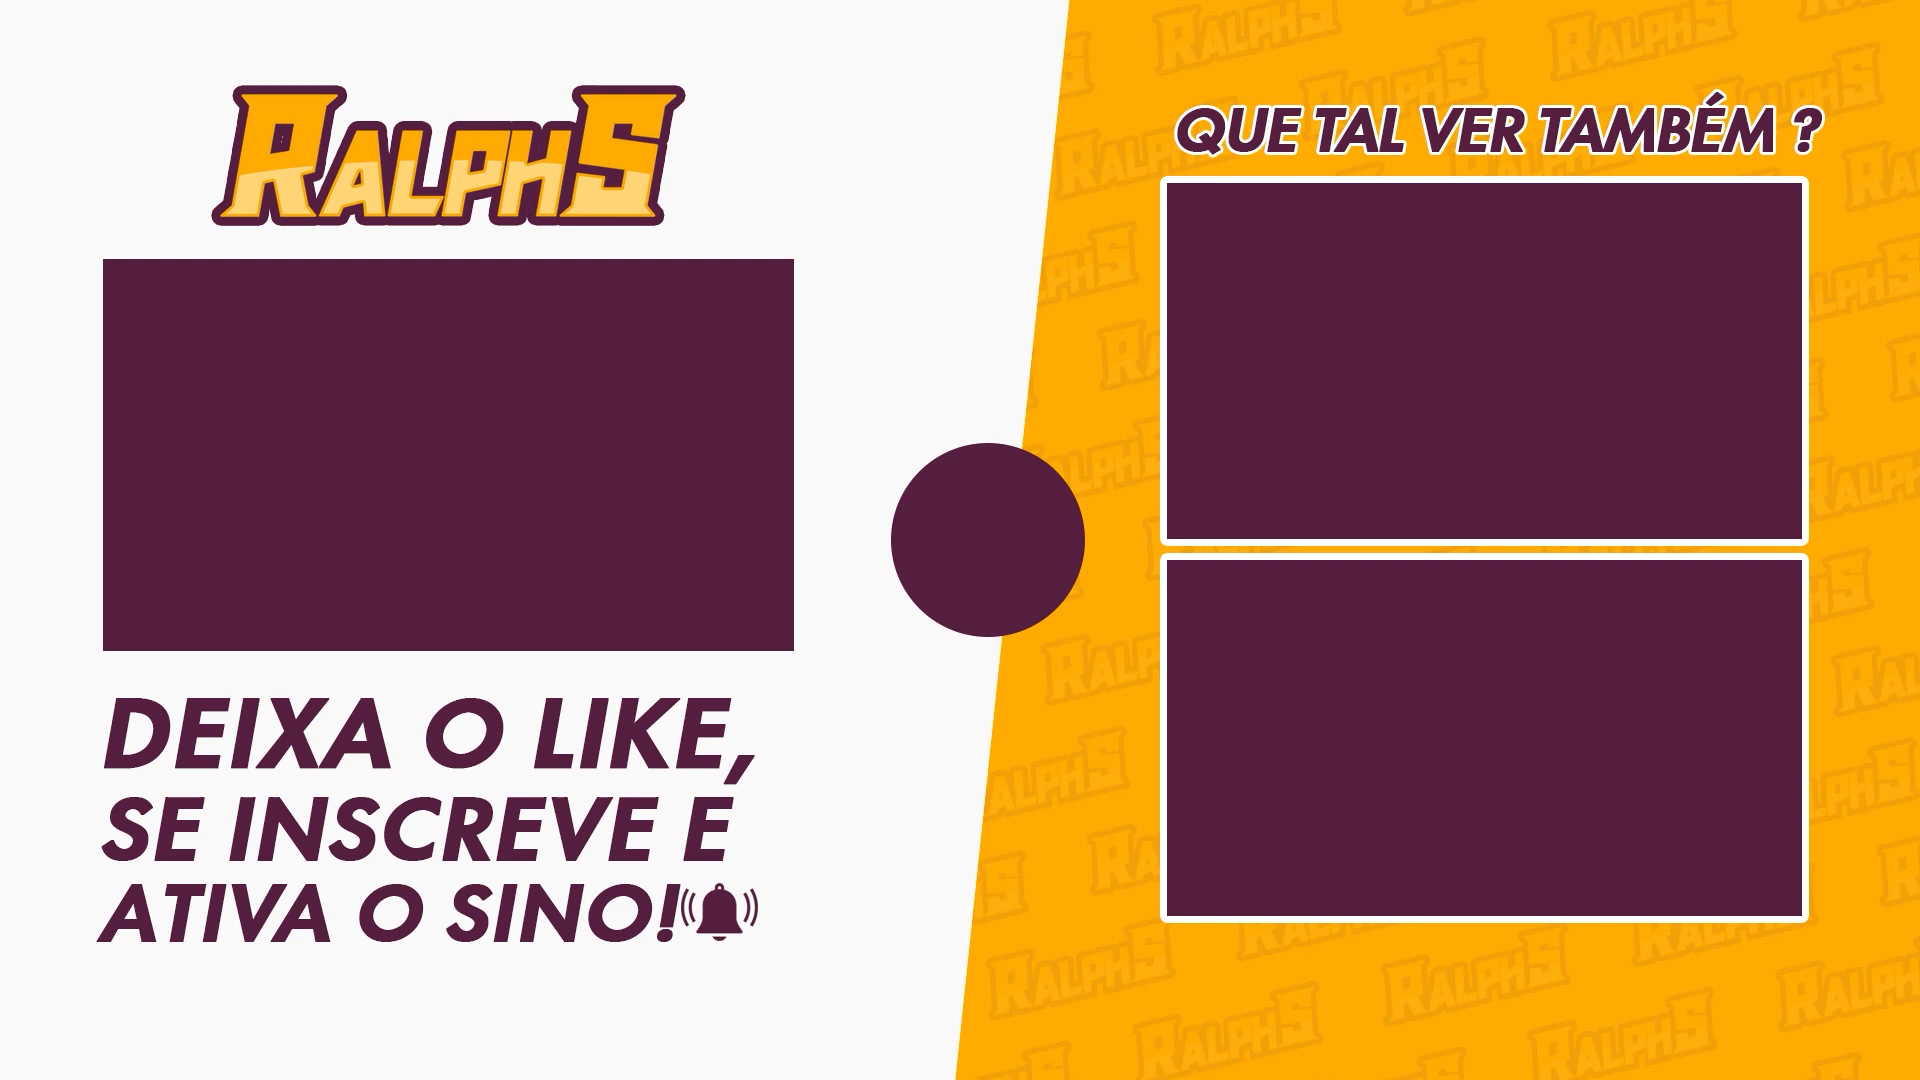 RALPHS
DEIXA O LIKE,
SE INSCREVE E
ATIVA O SINO!
QUE TAL VER TAMBÉM ?